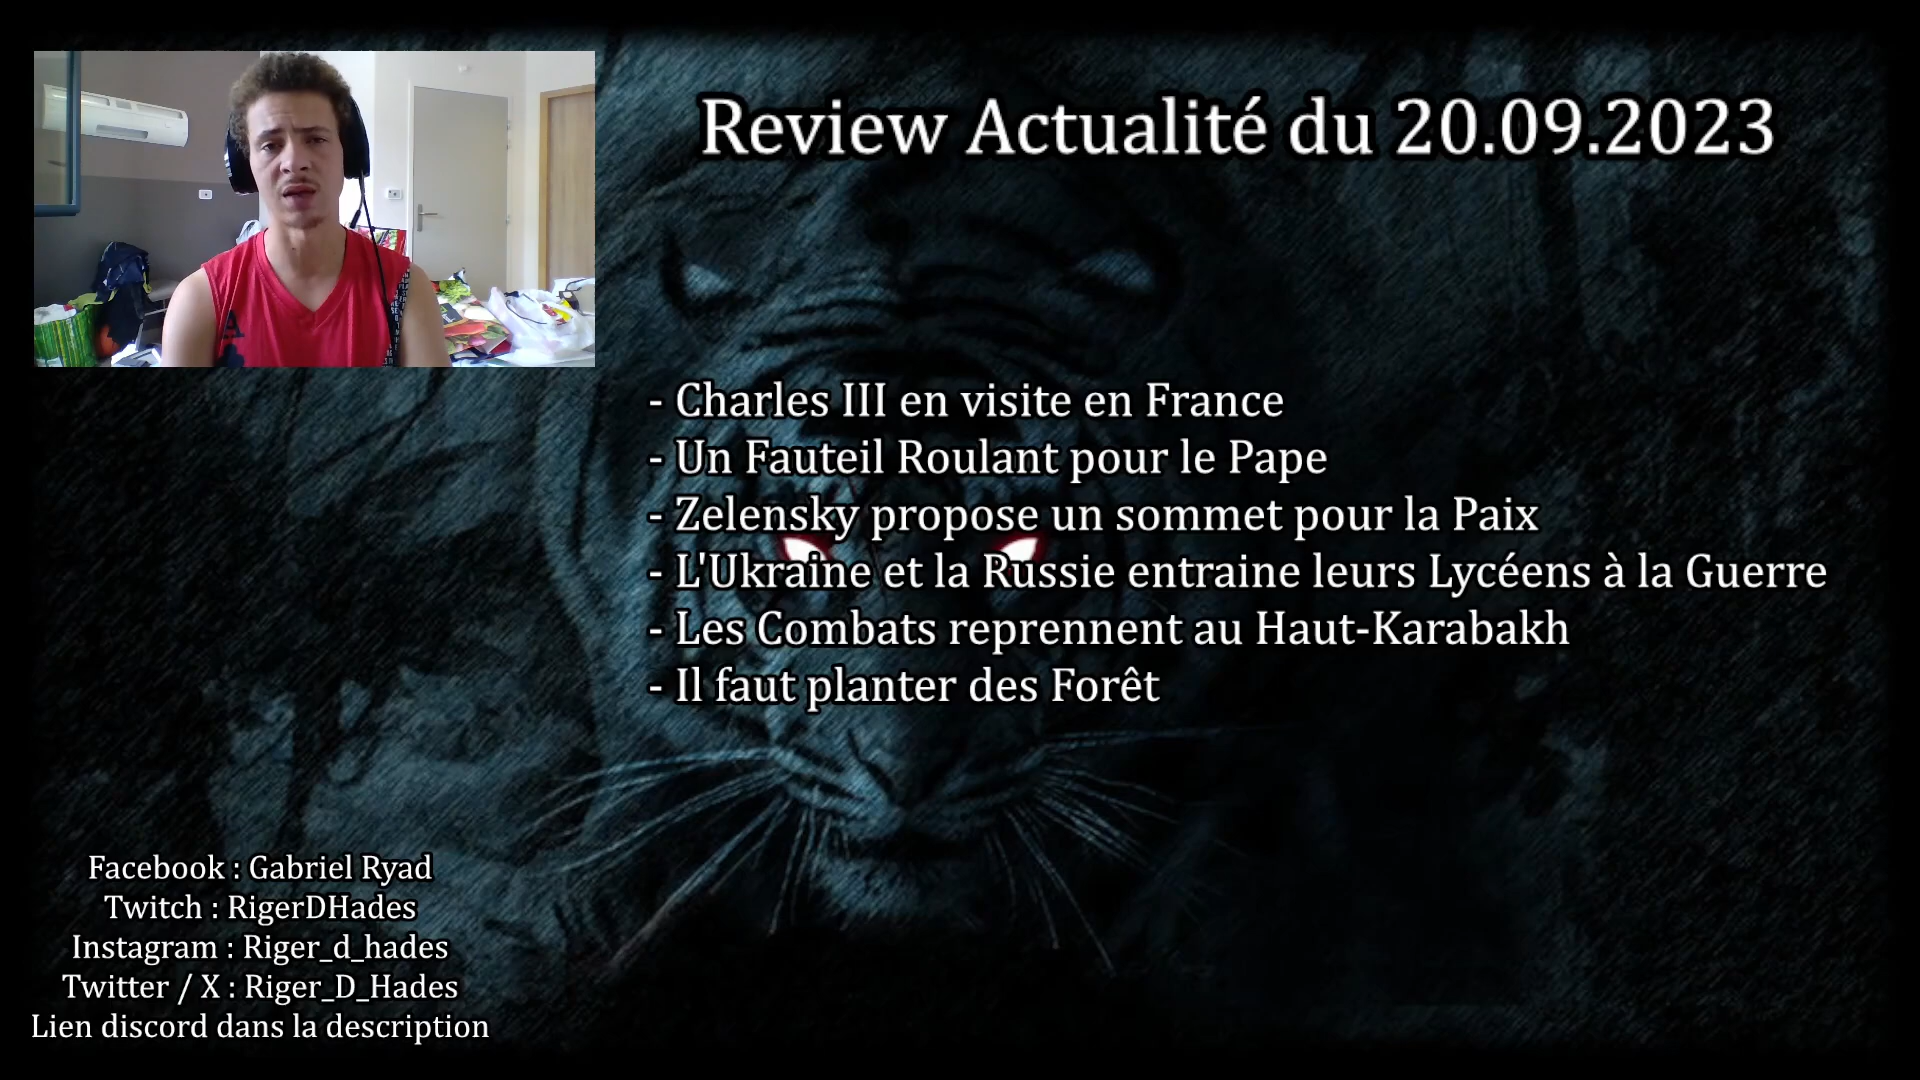 Review Actualité du 20.09.2023
- Charles III en visite en France
- Un Fauteil Roulant pour le Pape
- Zelensky propose un sommet pour la Paix
- L'Ukraine et la Russie entraine leurs Lycéens à la Guerre
- Les Combats reprennent au Haut-Karabakh
- Il faut planter des Forêt
Facebook : Gabriel Ryad
Twitch : RigerDHades
Instagram : Riger_d_hades
Twitter / X : Riger_D_Hades
Lien discord dans la description